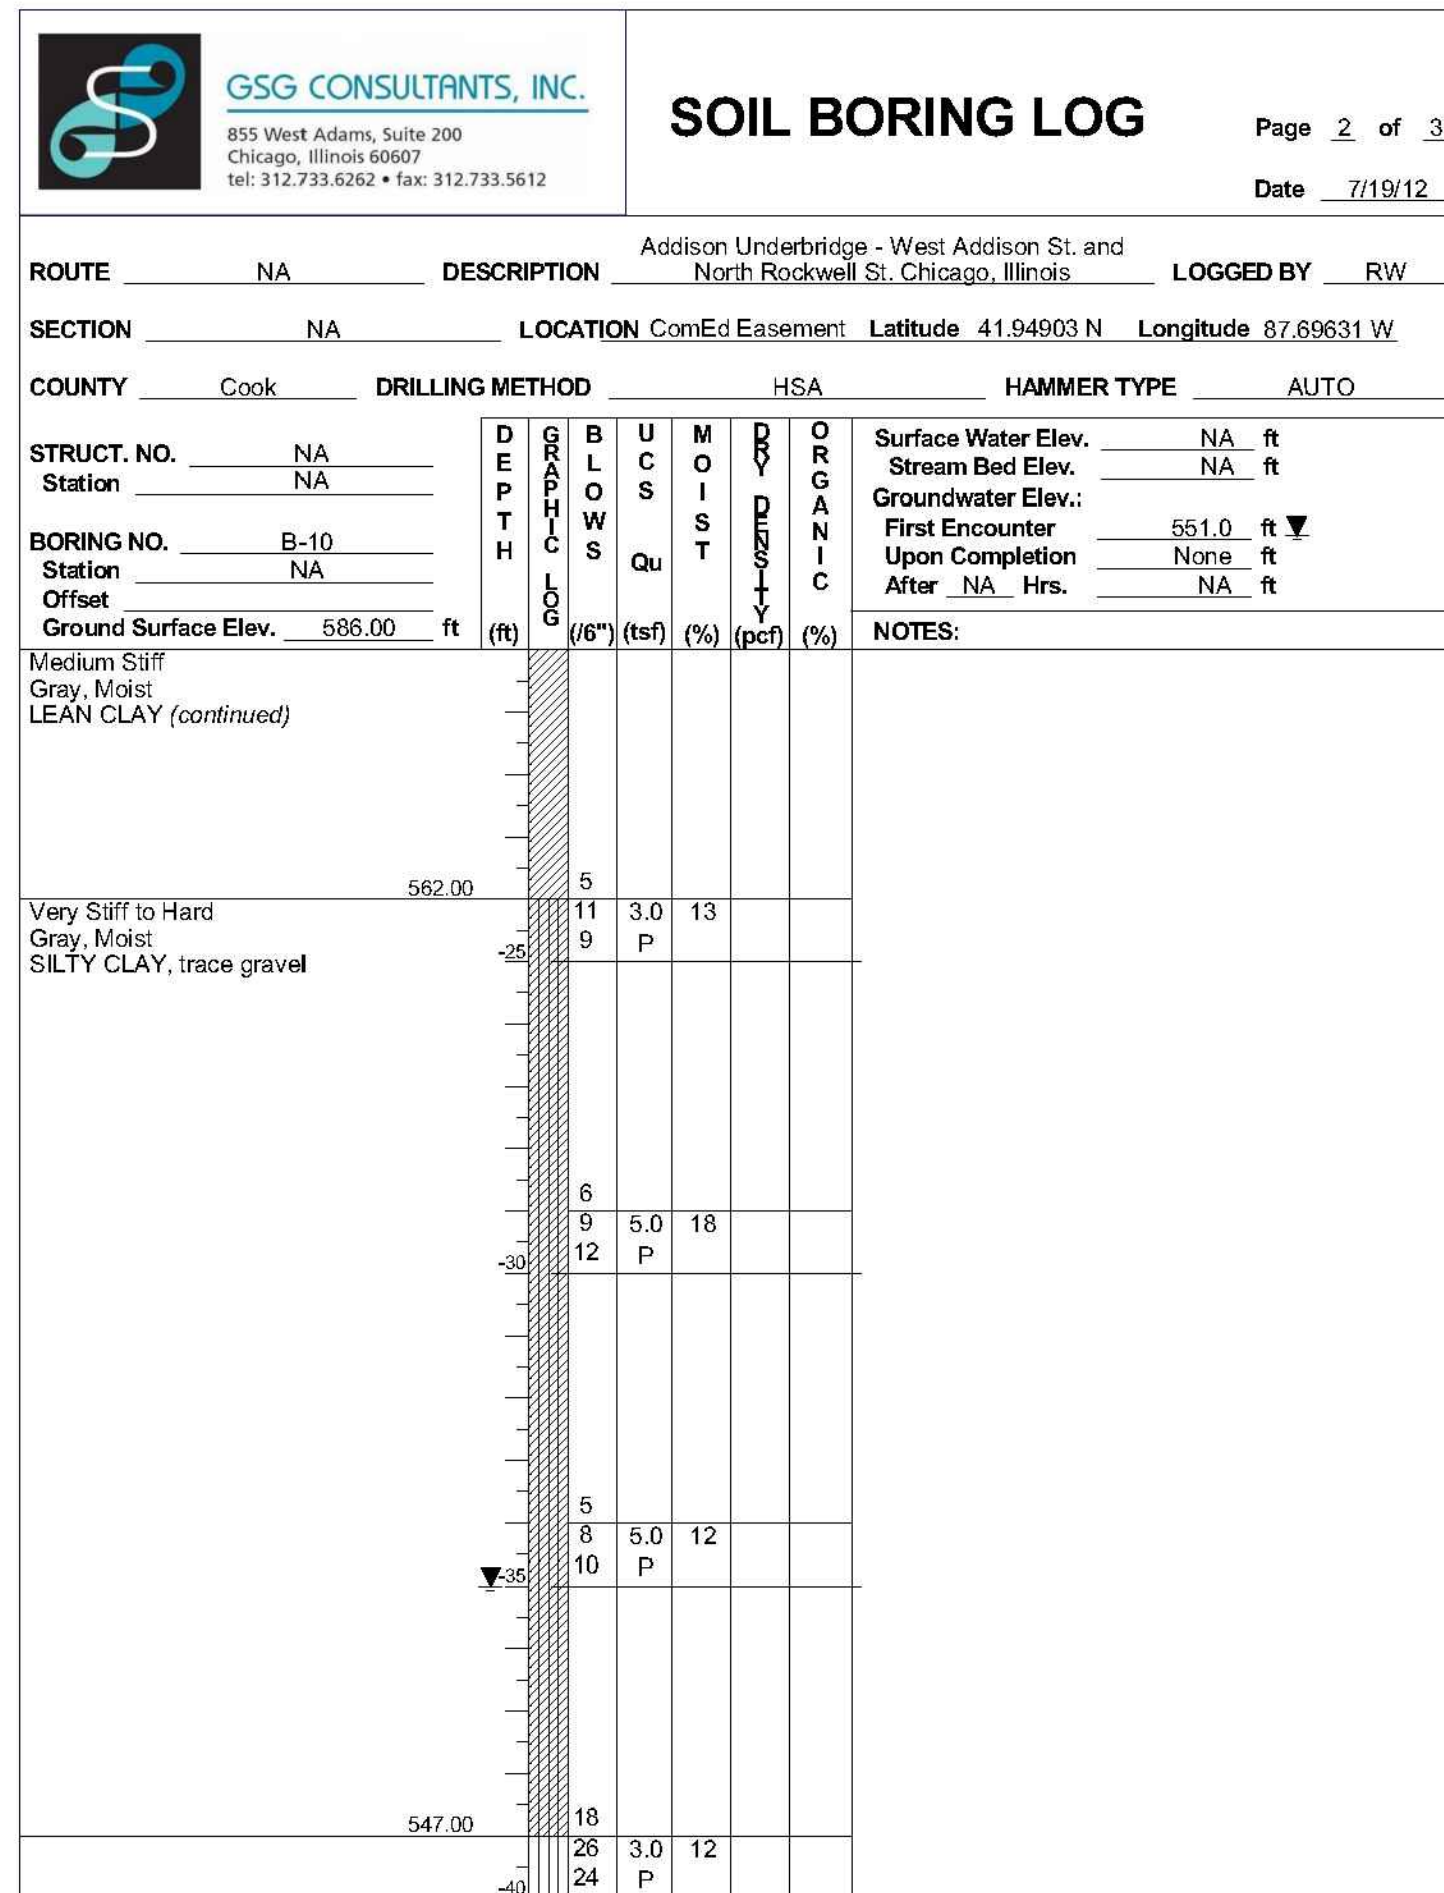 GSG CONSULTANTS, INC.
855 West Adams, Suite 200
Chicago, Illinois 60607
tel: 312.733.6262 • fax: 312.733.5612
SOIL BORING LOG
Page 2 of 3
Date 7/19/12
ROUTE NA DESCRIPTION Addison Underbridge - West Addison St. and
North Rockwell St. Chicago, Illinois LOGGED BY RW
SECTION NA LOCATION ComEd Easement Latitude 41.94903 N Longitude 87.69631 W
COUNTY Cook DRILLING METHOD HSA HAMMER TYPE AUTO
STRUCT. NO. NA
Station NA
BORING NO. B-10
Station NA
Offset
Ground Surface Elev. 586.00 ft
DEPTH (ft)
GRAPHIC LOG
BLOWS (/6")
UCS Qu (tsf)
MOIST (%)
DRY DENSITY (pcf)
ORGANIC (%)
Surface Water Elev. NA ft
Stream Bed Elev. NA ft
Groundwater Elev.:
First Encounter 551.0 ft ▼
Upon Completion None ft
After NA Hrs. NA ft
NOTES:
Medium Stiff
Gray, Moist
LEAN CLAY (continued)
562.00 5
Very Stiff to Hard 11 3.0 13
Gray, Moist -25 9 P
SILTY CLAY, trace gravel
6
9 5.0 18
-30 12 P
5
8 5.0 12
▼-35 10 P
547.00 18
26 3.0 12
-40 24 P